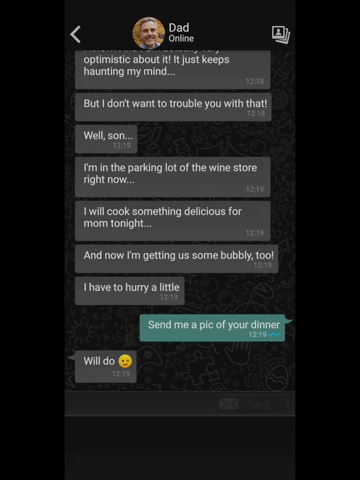 Dad
Online
optimistic about it! It just keeps
haunting my mind...
12:18
But I don't want to trouble you with that!
12:18
Well, son...
12:19
I'm in the parking lot of the wine store
right now...
12:19
I will cook something delicious for
mom tonight...
12:19
And now I'm getting us some bubbly, too!
12:19
I have to hurry a little
12:19
Send me a pic of your dinner
12:19
Will do 😉
12:19
Send